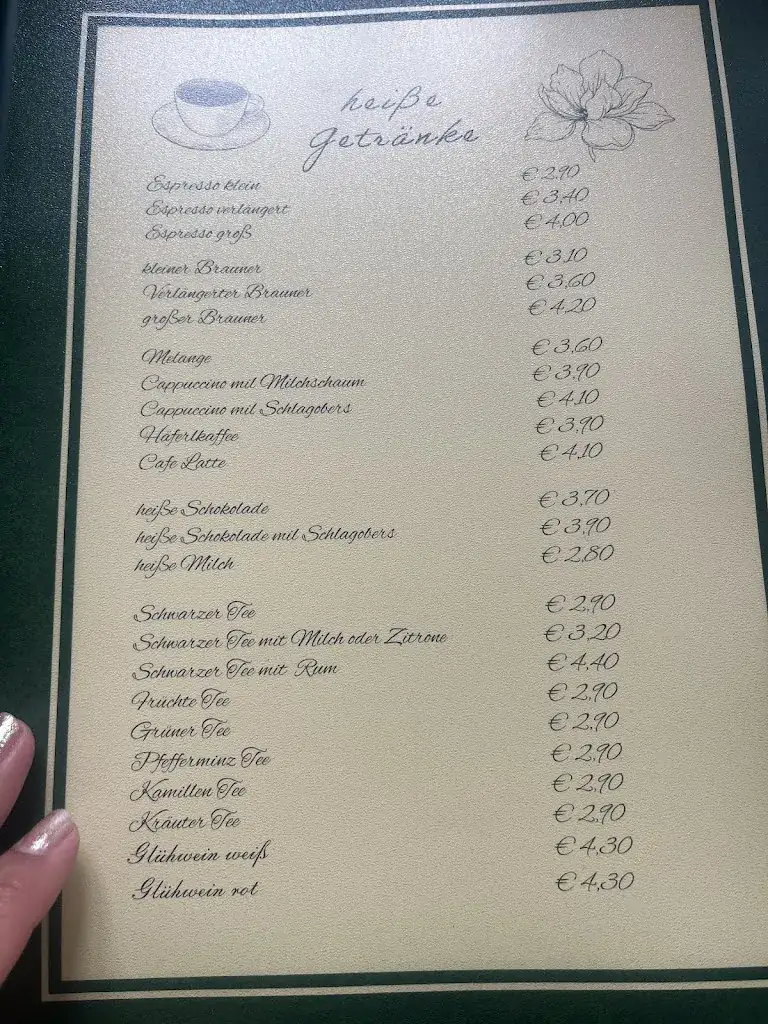 heiße
Getränke
Espresso klein € 2,90
Espresso verlängert € 3,40
Espresso groß € 4,00
kleiner Brauner € 3,10
Verlängerter Brauner € 3,60
großer Brauner € 4,20
Melange € 3,60
Cappuccino mit Milchschaum € 3,90
Cappuccino mit Schlagobers € 4,10
Häferlkaffee € 3,90
Cafe Latte € 4,10
heiße Schokolade € 3,70
heiße Schokolade mit Schlagobers € 3,90
heiße Milch € 2,80
Schwarzer Tee € 2,90
Schwarzer Tee mit Milch oder Zitrone € 3,20
Schwarzer Tee mit Rum € 4,40
Früchte Tee € 2,90
Grüner Tee € 2,90
Pfefferminz Tee € 2,90
Kamillen Tee € 2,90
Kräuter Tee € 2,90
Glühwein weiß € 4,30
Glühwein rot € 4,30